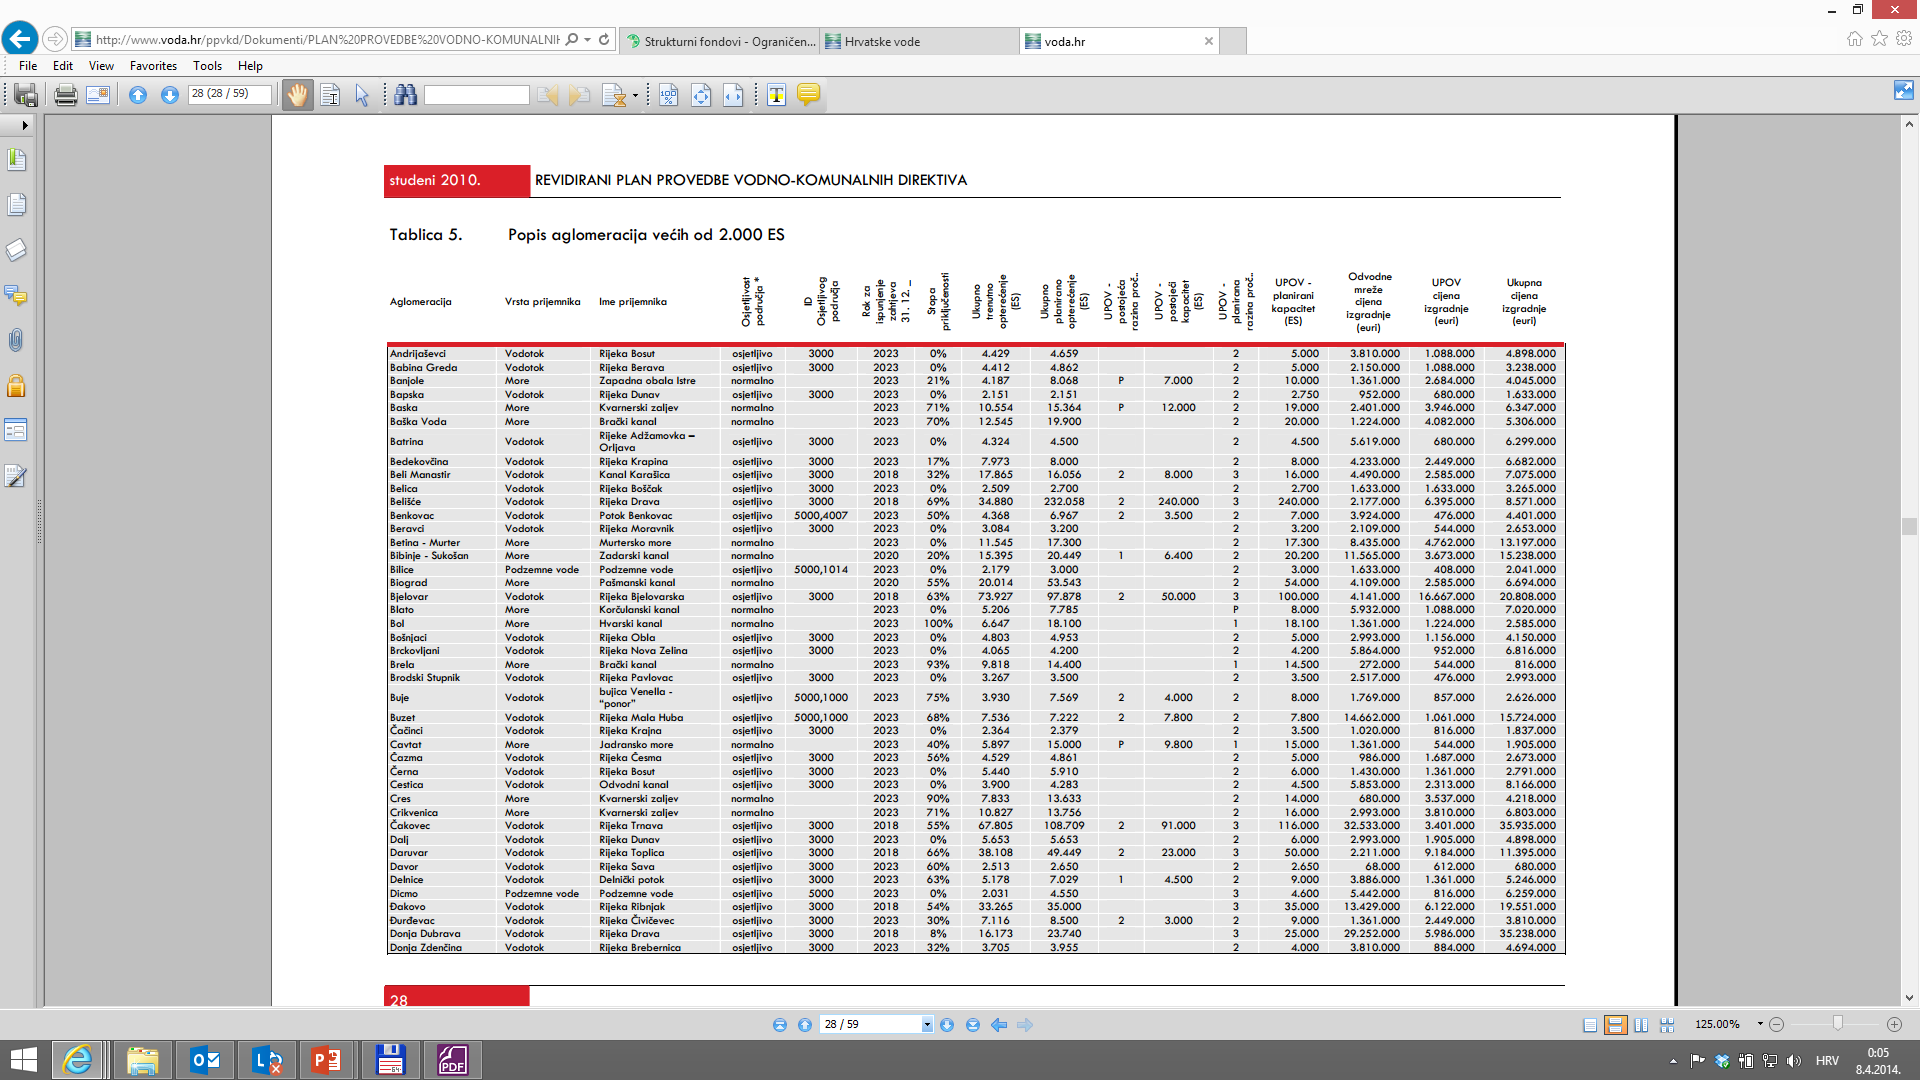 http://www.voda.hr/ppvkd/Dokumenti/PLAN%20PROVEDBE%20VODNO-KOMUNALNIH
Strukturni fondovi - Ograničen...
Hrvatske vode
voda.hr
File Edit View Favorites Tools Help
28 (28 / 59)
studeni 2010. REVIDIRANI PLAN PROVEDBE VODNO-KOMUNALNIH DIREKTIVA
Tablica 5. Popis aglomeracija većih od 2.000 ES
Aglomeracija
Vrsta prijemnika
Ime prijemnika
Osjetljivost područja *
ID Osjetljivog područja
Rok za ispunjenje zahtjeva 31. 12. _
Stopa priključenosti
Ukupno trenutno opterećenje (ES)
Ukupno planirano opterećenje (ES)
UPOV - postojeća razina proč..
UPOV - postojeći kapacitet (ES)
UPOV - planirana razina proč..
UPOV - planirani kapacitet (ES)
Odvodne mreže cijena izgradnje (euri)
UPOV cijena izgradnje (euri)
Ukupna cijena izgradnje (euri)
Andrijaševci Vodotok Rijeka Bosut osjetljivo 3000 2023 0% 4.429 4.659 2 5.000 3.810.000 1.088.000 4.898.000
Babina Greda Vodotok Rijeka Berava osjetljivo 3000 2023 0% 4.412 4.862 2 5.000 2.150.000 1.088.000 3.238.000
Banjole More Zapadna obala Istre normalno 2023 21% 4.187 8.068 P 7.000 2 10.000 1.361.000 2.684.000 4.045.000
Bapska Vodotok Rijeka Dunav osjetljivo 3000 2023 0% 2.151 2.151 2 2.750 952.000 680.000 1.633.000
Baska More Kvarnerski zaljev normalno 2023 71% 10.554 15.364 P 12.000 2 19.000 2.401.000 3.946.000 6.347.000
Baška Voda More Brački kanal normalno 2023 70% 12.545 19.900 2 20.000 1.224.000 4.082.000 5.306.000
Batrina Vodotok Rijeke Adžamovka – Orljava osjetljivo 3000 2023 0% 4.324 4.500 2 4.500 5.619.000 680.000 6.299.000
Bedekovčina Vodotok Rijeka Krapina osjetljivo 3000 2023 17% 7.973 8.000 2 8.000 4.233.000 2.449.000 6.682.000
Beli Manastir Vodotok Kanal Karašica osjetljivo 3000 2018 32% 17.865 16.056 2 8.000 3 16.000 4.490.000 2.585.000 7.075.000
Belica Vodotok Rijeka Boščak osjetljivo 3000 2023 0% 2.509 2.700 2 2.700 1.633.000 1.633.000 3.265.000
Belišće Vodotok Rijeka Drava osjetljivo 3000 2018 69% 34.880 232.058 2 240.000 3 240.000 2.177.000 6.395.000 8.571.000
Benkovac Vodotok Potok Benkovac osjetljivo 5000,4007 2023 50% 4.368 6.967 2 3.500 2 7.000 3.924.000 476.000 4.401.000
Beravci Vodotok Rijeka Moravnik osjetljivo 3000 2023 0% 3.084 3.200 2 3.200 2.109.000 544.000 2.653.000
Betina - Murter More Murtersko more normalno 2023 0% 11.545 17.300 2 17.300 8.435.000 4.762.000 13.197.000
Bibinje - Sukošan More Zadarski kanal normalno 2020 20% 15.395 20.449 1 6.400 2 20.200 11.565.000 3.673.000 15.238.000
Bilice Podzemne vode Podzemne vode osjetljivo 5000,1014 2023 0% 2.179 3.000 2 3.000 1.633.000 408.000 2.041.000
Biograd More Pašmanski kanal normalno 2020 55% 20.014 53.543 2 54.000 4.109.000 2.585.000 6.694.000
Bjelovar Vodotok Rijeka Bjelovarska osjetljivo 3000 2018 63% 73.927 97.878 2 50.000 3 100.000 4.141.000 16.667.000 20.808.000
Blato More Korčulanski kanal normalno 2023 0% 5.206 7.785 P 8.000 5.932.000 1.088.000 7.020.000
Bol More Hvarski kanal normalno 2023 100% 6.647 18.100 1 18.100 1.361.000 1.224.000 2.585.000
Bošnjaci Vodotok Rijeka Obla osjetljivo 3000 2023 0% 4.803 4.953 2 5.000 2.993.000 1.156.000 4.150.000
Brckovljani Vodotok Rijeka Nova Zelina osjetljivo 3000 2023 0% 4.065 4.200 2 4.200 5.864.000 952.000 6.816.000
Brela More Brački kanal normalno 2023 93% 9.818 14.400 1 14.500 272.000 544.000 816.000
Brodski Stupnik Vodotok Rijeka Pavlovac osjetljivo 3000 2023 0% 3.267 3.500 2 3.500 2.517.000 476.000 2.993.000
Buje Vodotok bujica Venella - "ponor" osjetljivo 5000,1000 2023 75% 3.930 7.569 2 4.000 2 8.000 1.769.000 857.000 2.626.000
Buzet Vodotok Rijeka Mala Huba osjetljivo 5000,1000 2023 68% 7.536 7.222 2 7.800 2 7.800 14.662.000 1.061.000 15.724.000
Čačinci Vodotok Rijeka Krajna osjetljivo 3000 2023 0% 2.364 2.379 2 3.500 1.020.000 816.000 1.837.000
Cavtat More Jadransko more normalno 2023 40% 5.897 15.000 P 9.800 1 15.000 1.361.000 544.000 1.905.000
Čazma Vodotok Rijeka Česma osjetljivo 3000 2023 56% 4.529 4.861 2 5.000 986.000 1.687.000 2.673.000
Černa Vodotok Rijeka Bosut osjetljivo 3000 2023 0% 5.440 5.910 2 6.000 1.430.000 1.361.000 2.791.000
Cestica Vodotok Odvodni kanal osjetljivo 3000 2023 0% 3.900 4.283 2 4.500 5.853.000 2.313.000 8.166.000
Cres More Kvarnerski zaljev normalno 2023 90% 7.833 13.633 2 14.000 680.000 3.537.000 4.218.000
Crikvenica More Kvarnerski zaljev normalno 2023 71% 10.827 13.756 2 16.000 2.993.000 3.810.000 6.803.000
Čakovec Vodotok Rijeka Trnava osjetljivo 3000 2018 55% 67.805 108.709 2 91.000 3 116.000 32.533.000 3.401.000 35.935.000
Dalj Vodotok Rijeka Dunav osjetljivo 3000 2023 0% 5.653 5.653 2 6.000 2.993.000 1.905.000 4.898.000
Daruvar Vodotok Rijeka Toplica osjetljivo 3000 2018 66% 38.108 49.449 2 23.000 3 50.000 2.211.000 9.184.000 11.395.000
Davor Vodotok Rijeka Sava osjetljivo 3000 2023 60% 2.513 2.650 2 2.650 68.000 612.000 680.000
Delnice Vodotok Delnički potok osjetljivo 3000 2023 63% 5.178 7.029 1 4.500 2 9.000 3.886.000 1.361.000 5.246.000
Dicmo Podzemne vode Podzemne vode osjetljivo 5000 2023 0% 2.031 4.550 3 4.600 5.442.000 816.000 6.259.000
Đakovo Vodotok Rijeka Ribnjak osjetljivo 3000 2018 54% 33.265 35.000 3 35.000 13.429.000 6.122.000 19.551.000
Đurđevac Vodotok Rijeka Čivičevec osjetljivo 3000 2023 30% 7.116 8.500 2 3.000 2 9.000 1.361.000 2.449.000 3.810.000
Donja Dubrava Vodotok Rijeka Drava osjetljivo 3000 2018 8% 16.173 23.740 3 25.000 29.252.000 5.986.000 35.238.000
Donja Zdenčina Vodotok Rijeka Brebernica osjetljivo 3000 2023 32% 3.705 3.955 2 4.000 3.810.000 884.000 4.694.000
28
28 / 59
125.00%
HRV
0:05
8.4.2014.